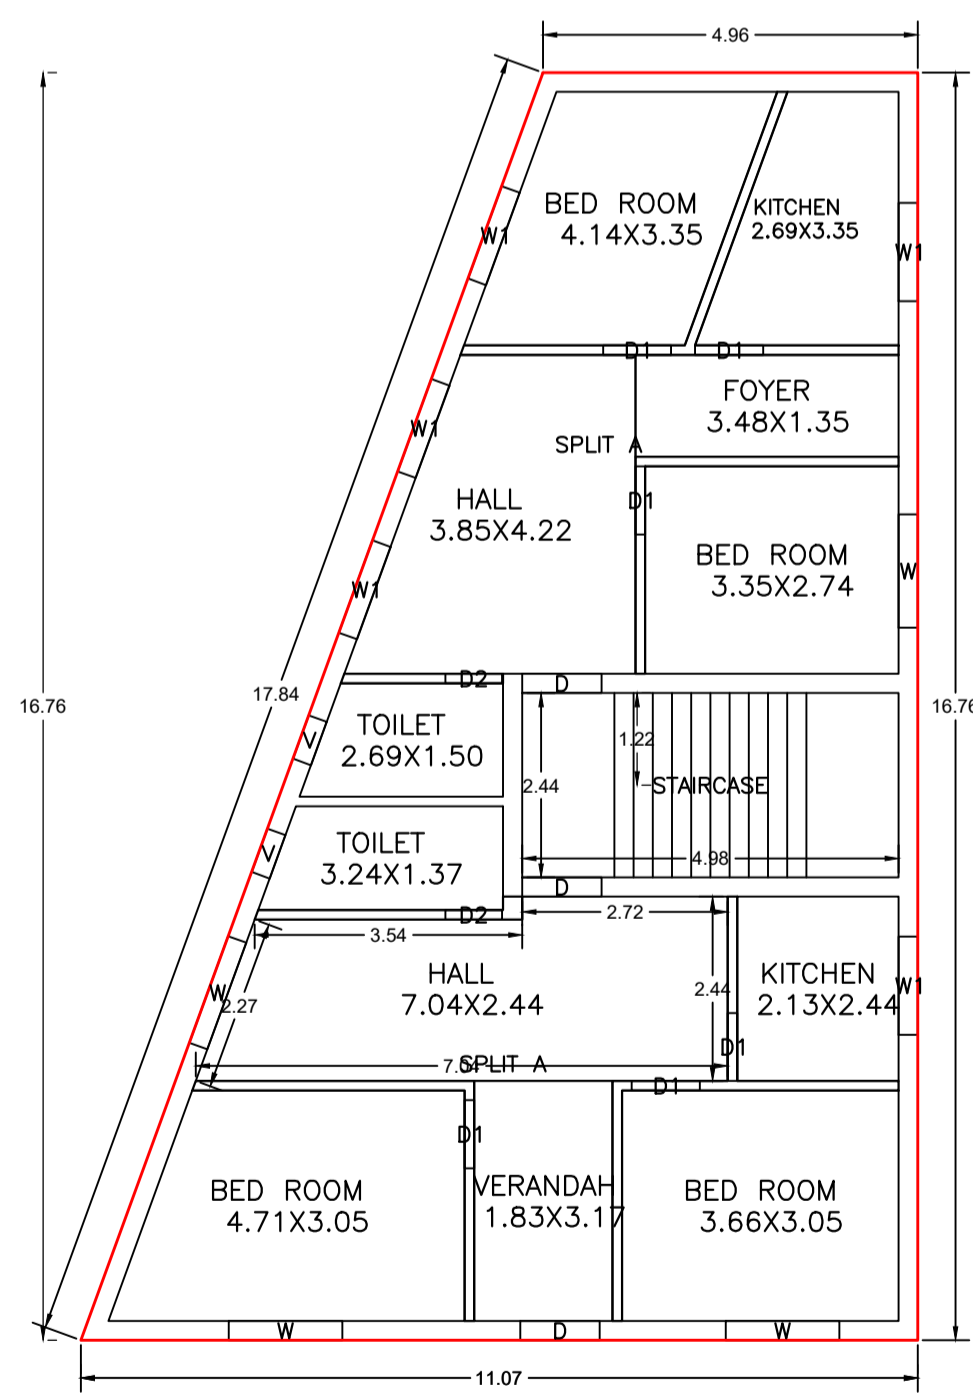 4.96
BED ROOM
4.14X3.35
KITCHEN
2.69X3.35
W1
W1
D1
D1
FOYER
3.48X1.35
W1
SPLIT A
HALL
3.85X4.22
D1
BED ROOM
3.35X2.74
W
W1
D2
D
17.84
16.76
16.76
TOILET
2.69X1.50
V
1.22
2.44
STAIRCASE
TOILET
3.24X1.37
V
4.98
D
D2
2.72
3.54
HALL
7.04X2.44
W
2.27
2.44
KITCHEN
2.13X2.44
W1
D1
7.04
SPLIT A
D1
D1
BED ROOM
4.71X3.05
VERANDAH
1.83X3.17
BED ROOM
3.66X3.05
W
D
W
11.07